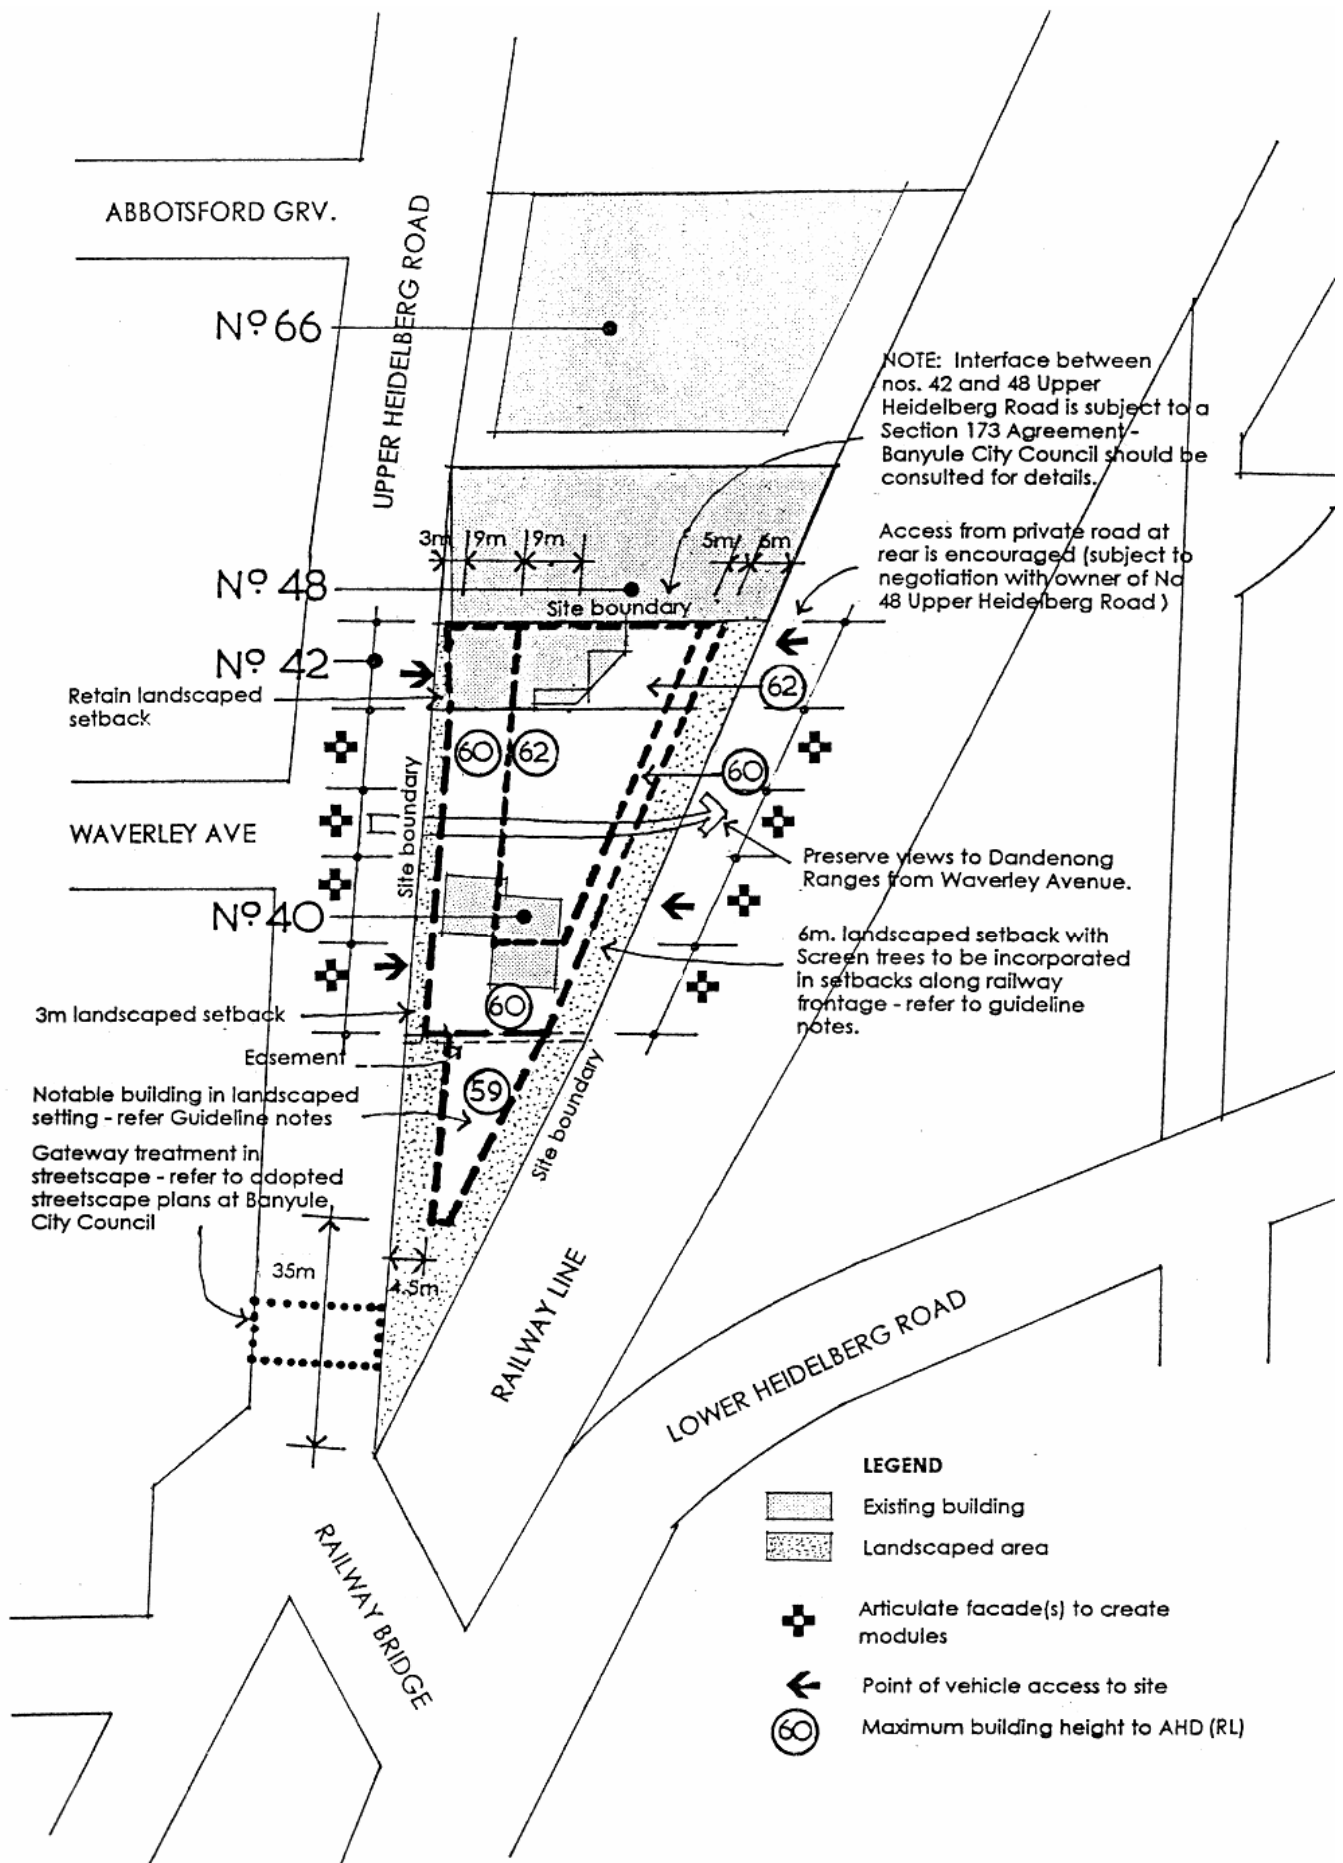 ABBOTSFORD GRV.
UPPER HEIDELBERG ROAD
Nº 66
NOTE: Interface between
nos. 42 and 48 Upper
Heidelberg Road is subject to a
Section 173 Agreement -
Banyule City Council should be
consulted for details.
3m 9m 9m 5m 6m
Access from private road at
rear is encouraged (subject to
negotiation with owner of No
48 Upper Heidelberg Road)
Nº 48
Site boundary
Nº 42
62
Retain landscaped
setback
60 62
60
Site boundary
WAVERLEY AVE
Preserve views to Dandenong
Ranges from Waverley Avenue.
Nº 40
6m. landscaped setback with
Screen trees to be incorporated
in setbacks along railway
frontage - refer to guideline
notes.
60
3m landscaped setback
Easement
59
Site boundary
Notable building in landscaped
setting - refer Guideline notes
Gateway treatment in
streetscape - refer to adopted
streetscape plans at Banyule
City Council
35m
4.5m
RAILWAY LINE
LOWER HEIDELBERG ROAD
RAILWAY BRIDGE
LEGEND
Existing building
Landscaped area
Articulate facade(s) to create
modules
Point of vehicle access to site
60 Maximum building height to AHD (RL)